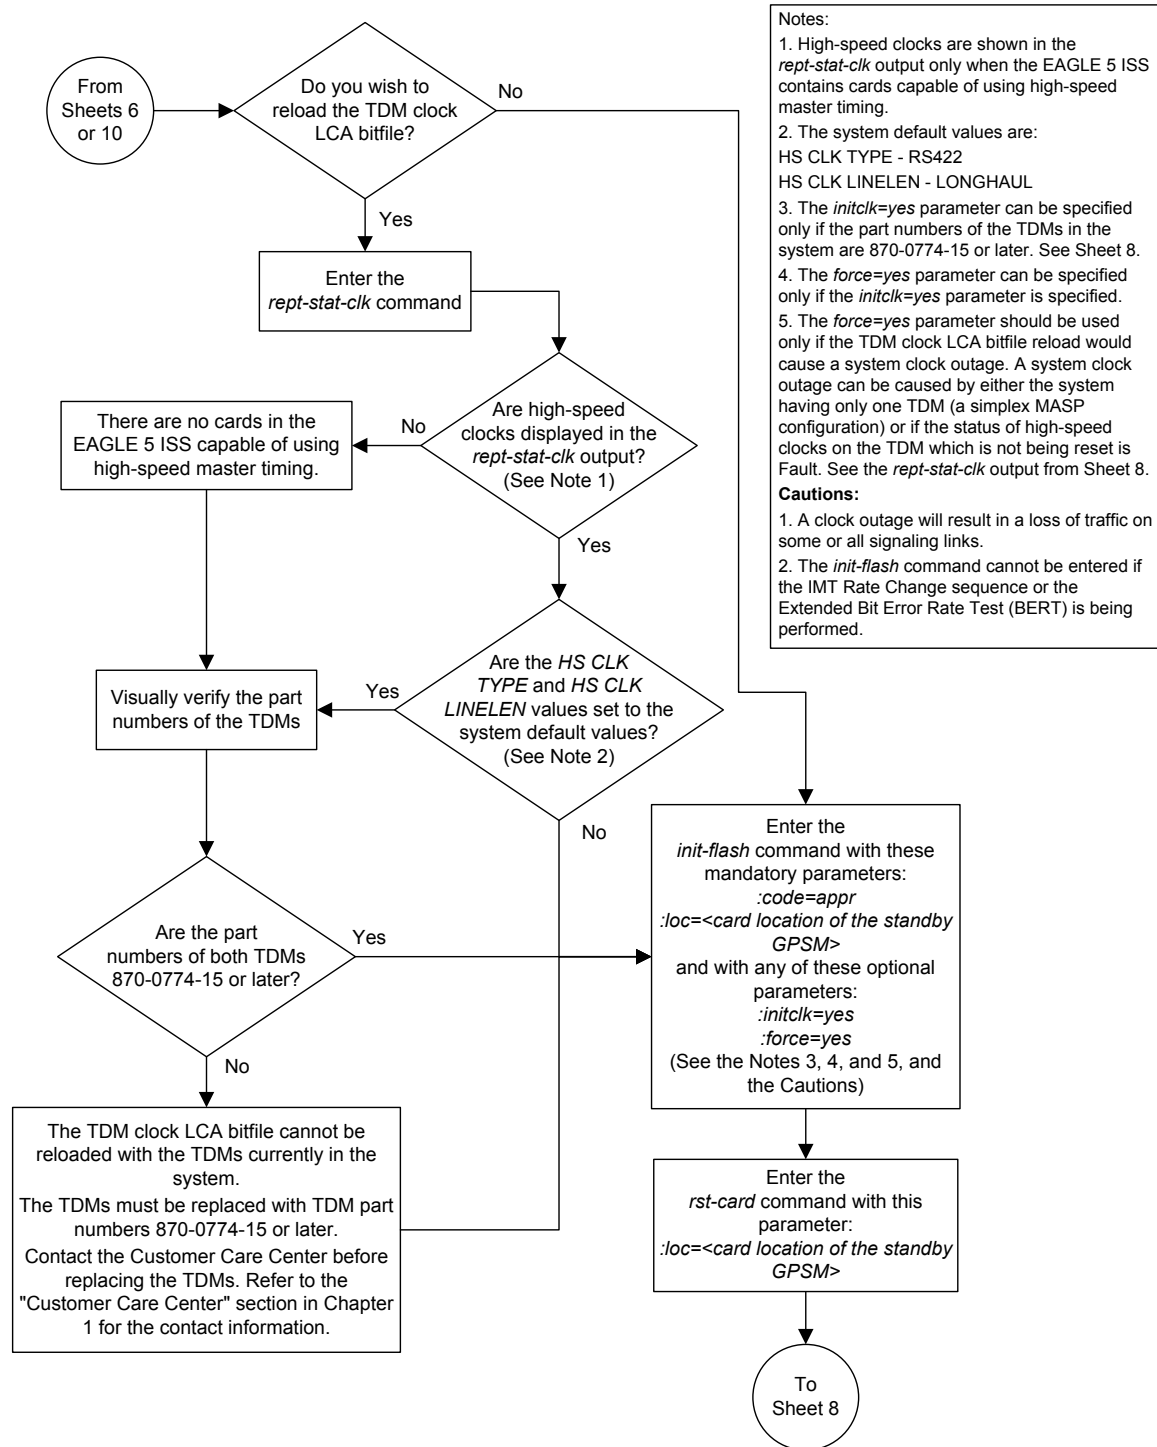 From
Sheets 6
or 10
Do you wish to
reload the TDM clock
LCA bitfile?
No
Yes
Enter the
rept-stat-clk command
Are high-speed
clocks displayed in the
rept-stat-clk output?
(See Note 1)
No
Yes
There are no cards in the
EAGLE 5 ISS capable of using
high-speed master timing.
Are the HS CLK
TYPE and HS CLK
LINELEN values set to the
system default values?
(See Note 2)
Yes
No
Visually verify the part
numbers of the TDMs
Are the part
numbers of both TDMs
870-0774-15 or later?
Yes
No
The TDM clock LCA bitfile cannot be
reloaded with the TDMs currently in the
system.
The TDMs must be replaced with TDM part
numbers 870-0774-15 or later.
Contact the Customer Care Center before
replacing the TDMs. Refer to the
"Customer Care Center" section in Chapter
1 for the contact information.
Enter the
init-flash command with these
mandatory parameters:
:code=appr
:loc=<card location of the standby
GPSM>
and with any of these optional
parameters:
:initclk=yes
:force=yes
(See the Notes 3, 4, and 5, and
the Cautions)
Enter the
rst-card command with this
parameter:
:loc=<card location of the standby
GPSM>
To
Sheet 8
Notes:
1. High-speed clocks are shown in the
rept-stat-clk output only when the EAGLE 5 ISS
contains cards capable of using high-speed
master timing.
2. The system default values are:
HS CLK TYPE - RS422
HS CLK LINELEN - LONGHAUL
3. The initclk=yes parameter can be specified
only if the part numbers of the TDMs in the
system are 870-0774-15 or later. See Sheet 8.
4. The force=yes parameter can be specified
only if the initclk=yes parameter is specified.
5. The force=yes parameter should be used
only if the TDM clock LCA bitfile reload would
cause a system clock outage. A system clock
outage can be caused by either the system
having only one TDM (a simplex MASP
configuration) or if the status of high-speed
clocks on the TDM which is not being reset is
Fault. See the rept-stat-clk output from Sheet 8.
Cautions:
1. A clock outage will result in a loss of traffic on
some or all signaling links.
2. The init-flash command cannot be entered if
the IMT Rate Change sequence or the
Extended Bit Error Rate Test (BERT) is being
performed.